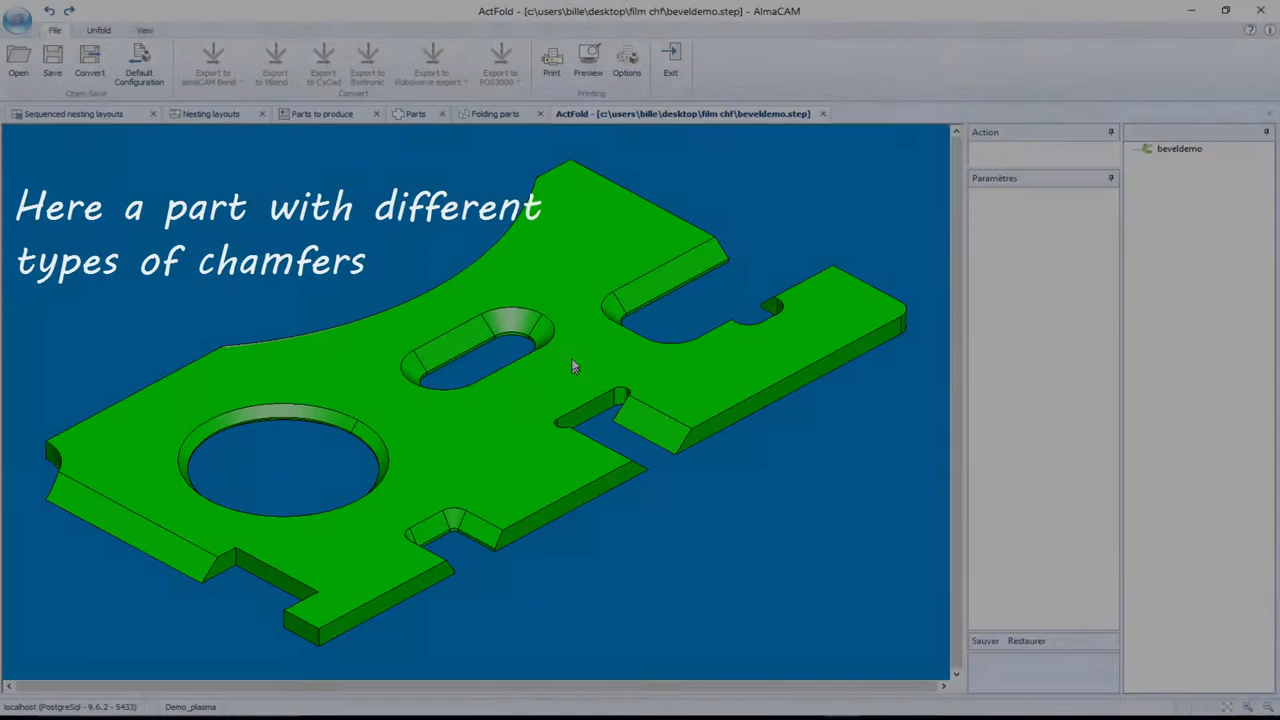 ActFold - [c:\users\bille\desktop\film chf\beveldemo.step] - AlmaCAM
File
Unfold
View
Open
Save
Convert
Default
Configuration
Export to
almaCAM Bend
Export
to VBend
Export
to CyCad
Export to
Bystronic
Export to
Robowave export
Export to
POS3000
Print
Preview
Options
Exit
Open-Save
Convert
Printing
Sequenced nesting layouts
Nesting layouts
Parts to produce
Parts
Folding parts
ActFold - [c:\users\bille\desktop\film chf\beveldemo.step]
Action
Paramètres
beveldemo
Here a part with different
types of chamfers
Sauver Restaurer
localhost (PostgreSql - 9.6.2 - 5433)
Demo_plasma